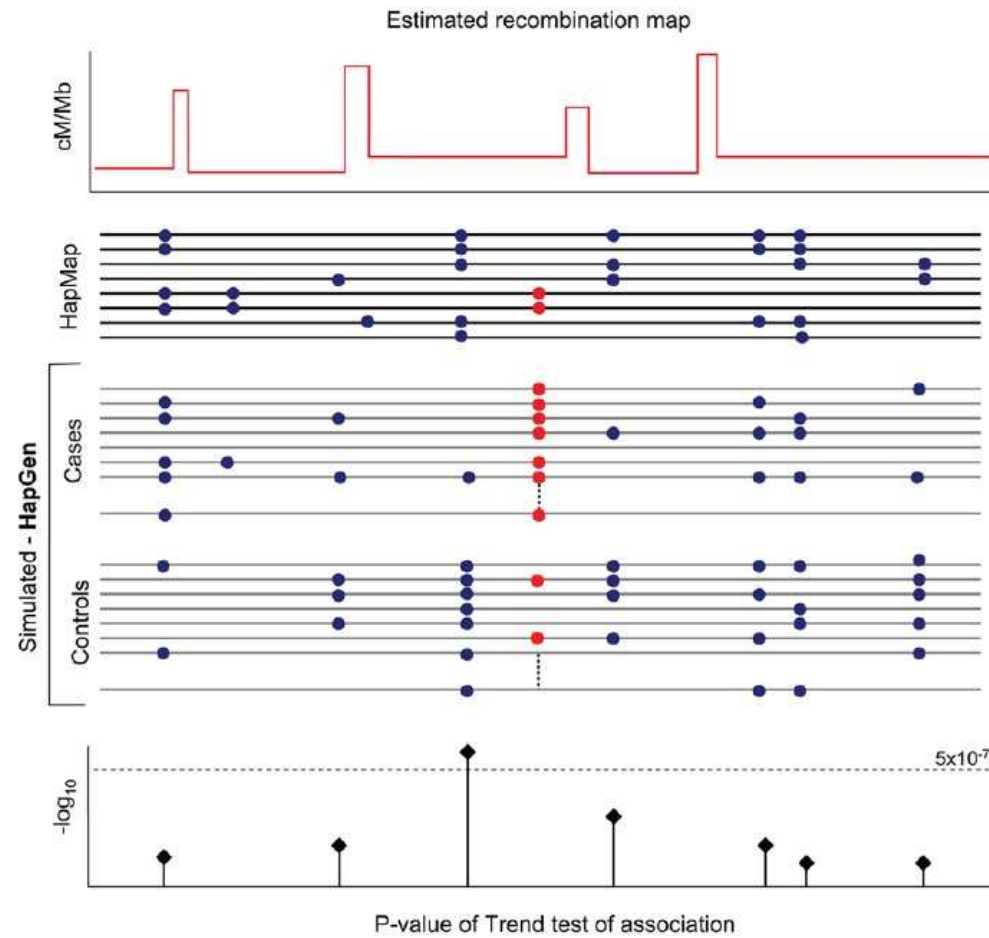 Estimated recombination map
cM/Mb
HapMap
Simulated - HapGen
Cases
Controls
-log₁₀
5x10⁻⁷
P-value of Trend test of association